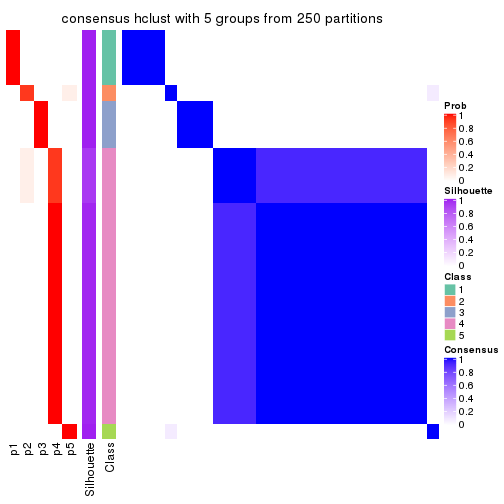 consensus hclust with 5 groups from 250 partitions
Prob
1
0.8
0.6
0.4
0.2
0
Silhouette
1
0.8
0.6
0.4
0.2
0
Class
1
2
3
4
5
Consensus
1
0.8
0.6
0.4
0.2
0
p1
p2
p3
p4
p5
Silhouette
Class